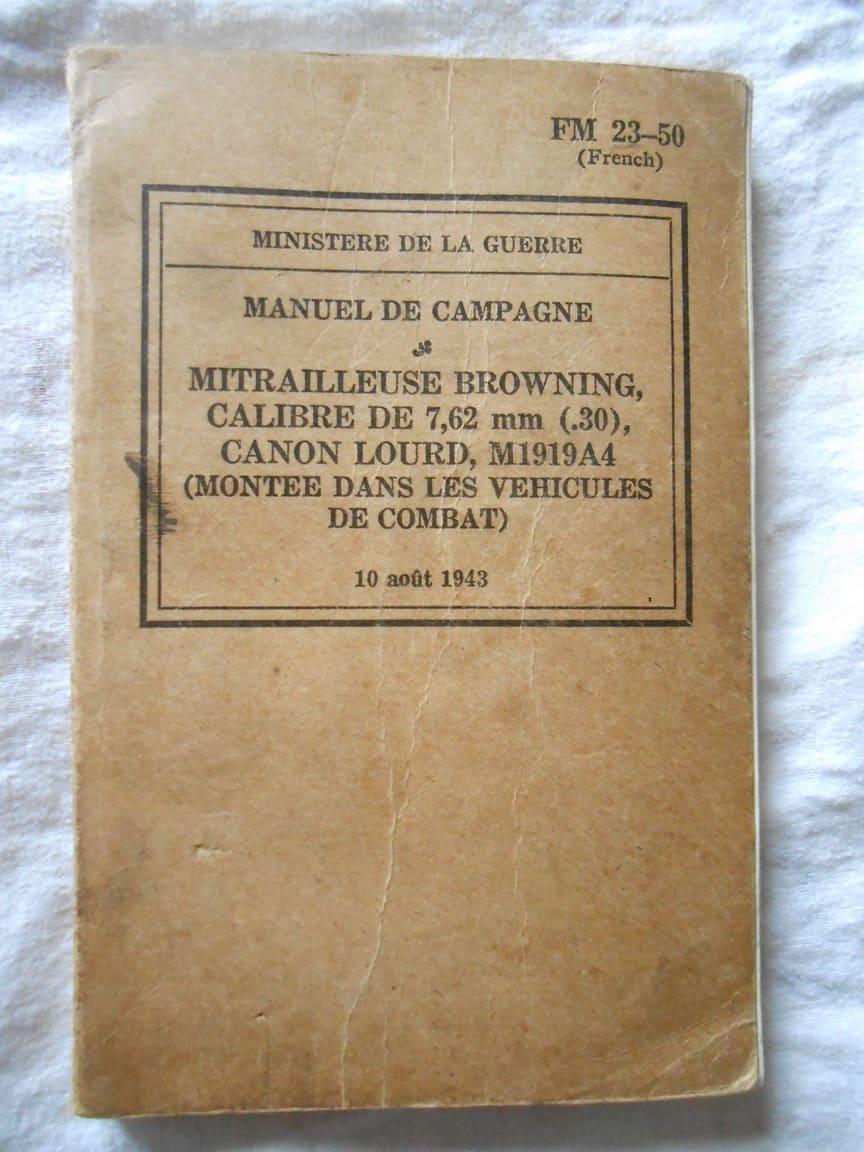 FM 23–50
(French)
MINISTERE DE LA GUERRE
MANUEL DE CAMPAGNE
MITRAILLEUSE BROWNING,
CALIBRE DE 7,62 mm (.30),
CANON LOURD, M1919A4
(MONTEE DANS LES VEHICULES
DE COMBAT)
10 août 1943